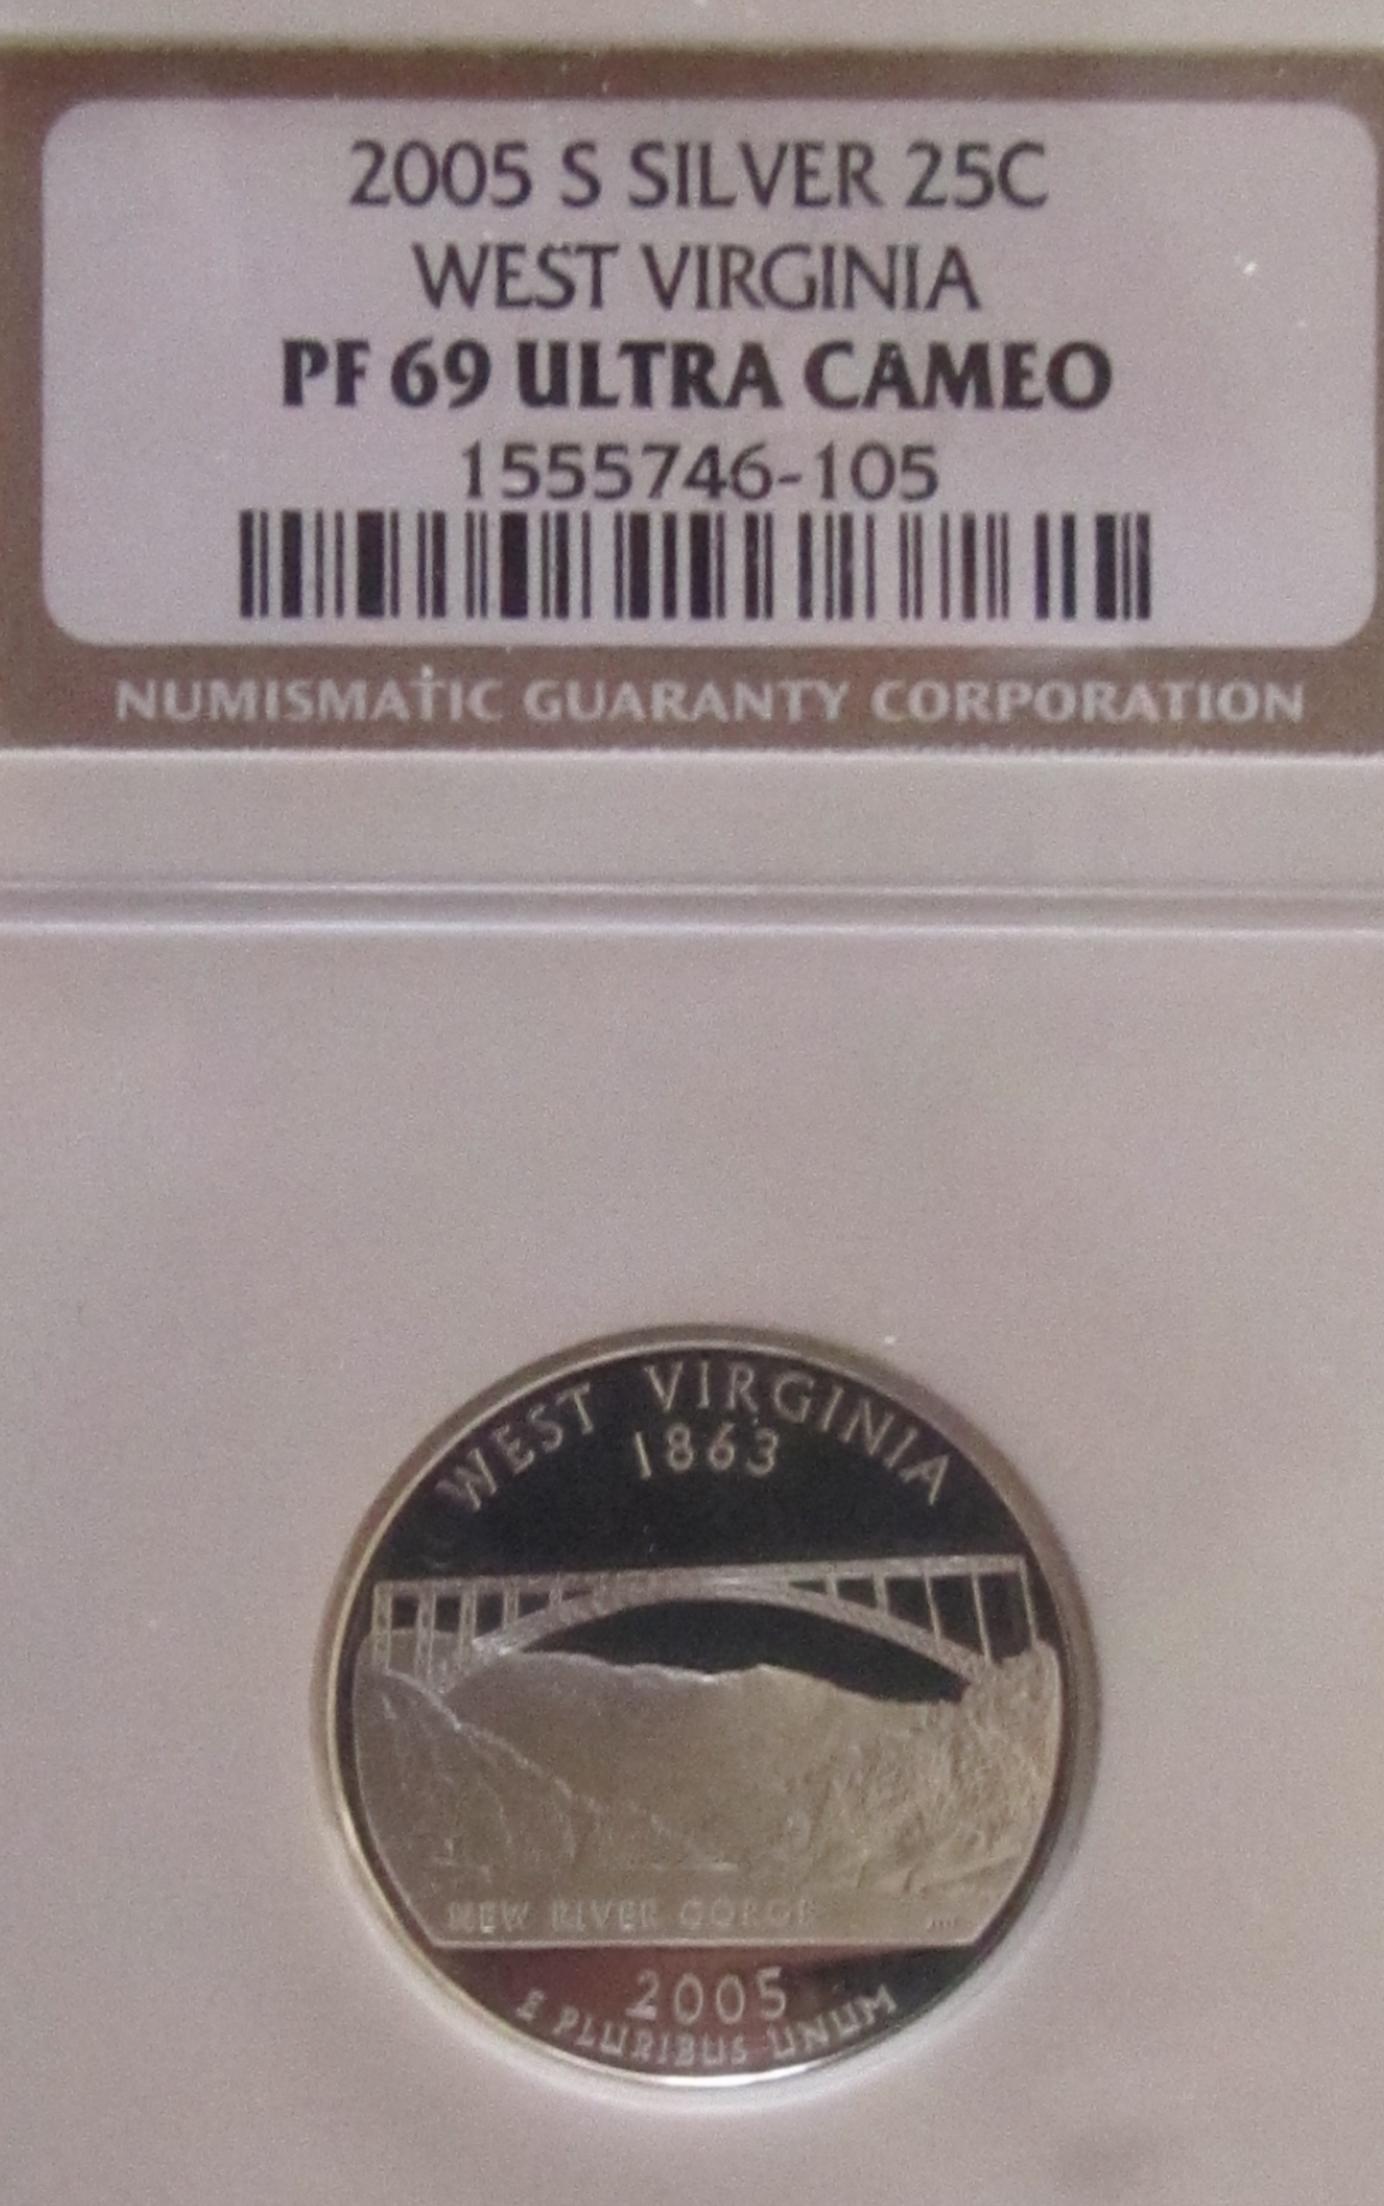 2005 S SILVER 25C
WEST VIRGINIA
PF 69 ULTRA CAMEO
1555746-105
NUMISMATIC GUARANTY CORPORATION
WEST VIRGINIA
1863
NEW RIVER GORGE
2005
E PLURIBUS UNUM